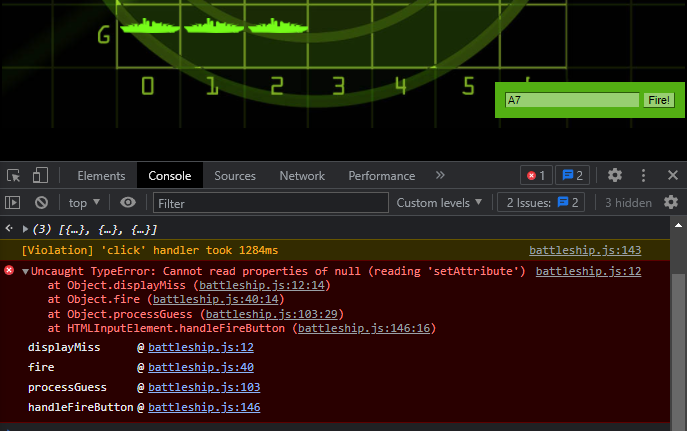 G
0 1 2 3 4 5
A7 Fire!
Elements Console Sources Network Performance » 1 2
top Filter Custom levels 2 Issues: 2 3 hidden
(3) [{…}, {…}, {…}]
[Violation] 'click' handler took 1284ms battleship.js:143
Uncaught TypeError: Cannot read properties of null (reading 'setAttribute') battleship.js:12
at Object.displayMiss (battleship.js:12:14)
at Object.fire (battleship.js:40:14)
at Object.processGuess (battleship.js:103:29)
at HTMLInputElement.handleFireButton (battleship.js:146:16)
displayMiss @ battleship.js:12
fire @ battleship.js:40
processGuess @ battleship.js:103
handleFireButton @ battleship.js:146